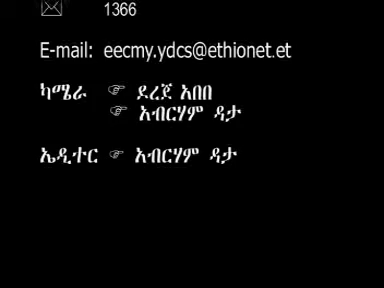 ✉ 1366
E-mail: eecmy.ydcs@ethionet.et
ካሜራ ☞ ደረጀ አበበ
☞ አብርሃም ዳታ
ኤዲተር ☞ አብርሃም ዳታ